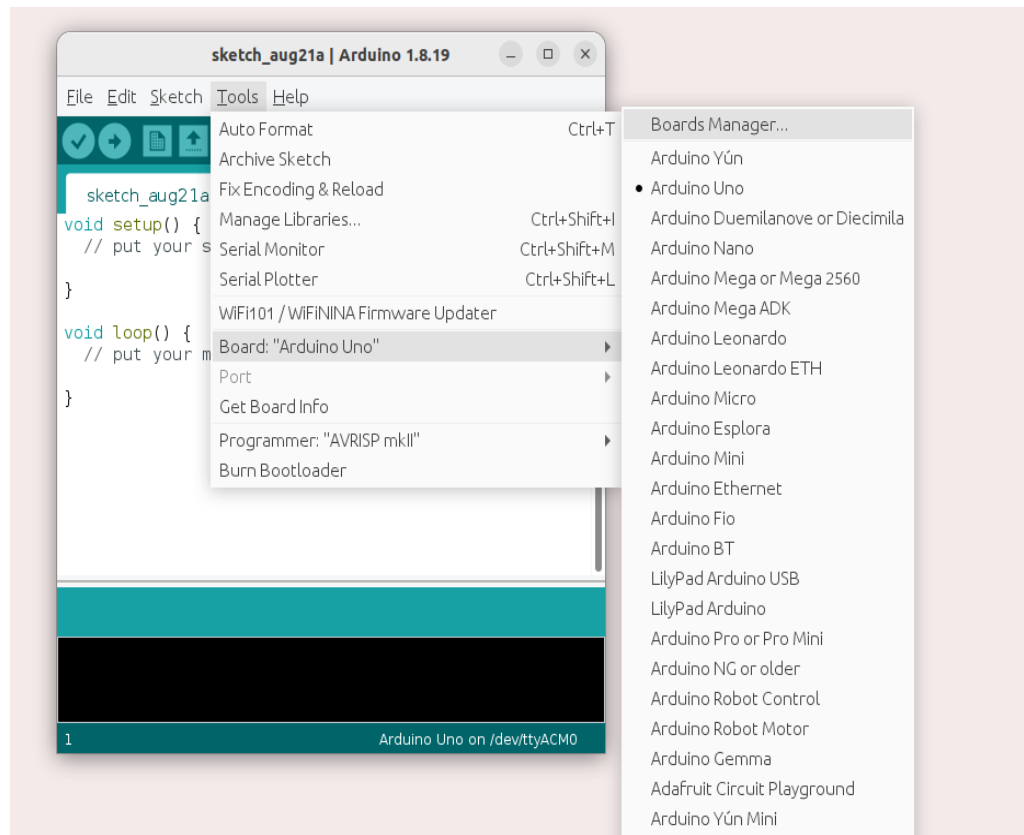 sketch_aug21a | Arduino 1.8.19
File Edit Sketch Tools Help
sketch_aug21a
void setup() {
// put your s
}
void loop() {
// put your m
}
Auto Format Ctrl+T
Archive Sketch
Fix Encoding & Reload
Manage Libraries... Ctrl+Shift+I
Serial Monitor Ctrl+Shift+M
Serial Plotter Ctrl+Shift+L
WiFi101 / WiFiNINA Firmware Updater
Board: "Arduino Uno"
Port
Get Board Info
Programmer: "AVRISP mkII"
Burn Bootloader
Boards Manager...
Arduino Yún
Arduino Uno
Arduino Duemilanove or Diecimila
Arduino Nano
Arduino Mega or Mega 2560
Arduino Mega ADK
Arduino Leonardo
Arduino Leonardo ETH
Arduino Micro
Arduino Esplora
Arduino Mini
Arduino Ethernet
Arduino Fio
Arduino BT
LilyPad Arduino USB
LilyPad Arduino
Arduino Pro or Pro Mini
Arduino NG or older
Arduino Robot Control
Arduino Robot Motor
Arduino Gemma
Adafruit Circuit Playground
Arduino Yún Mini
1 Arduino Uno on /dev/ttyACM0